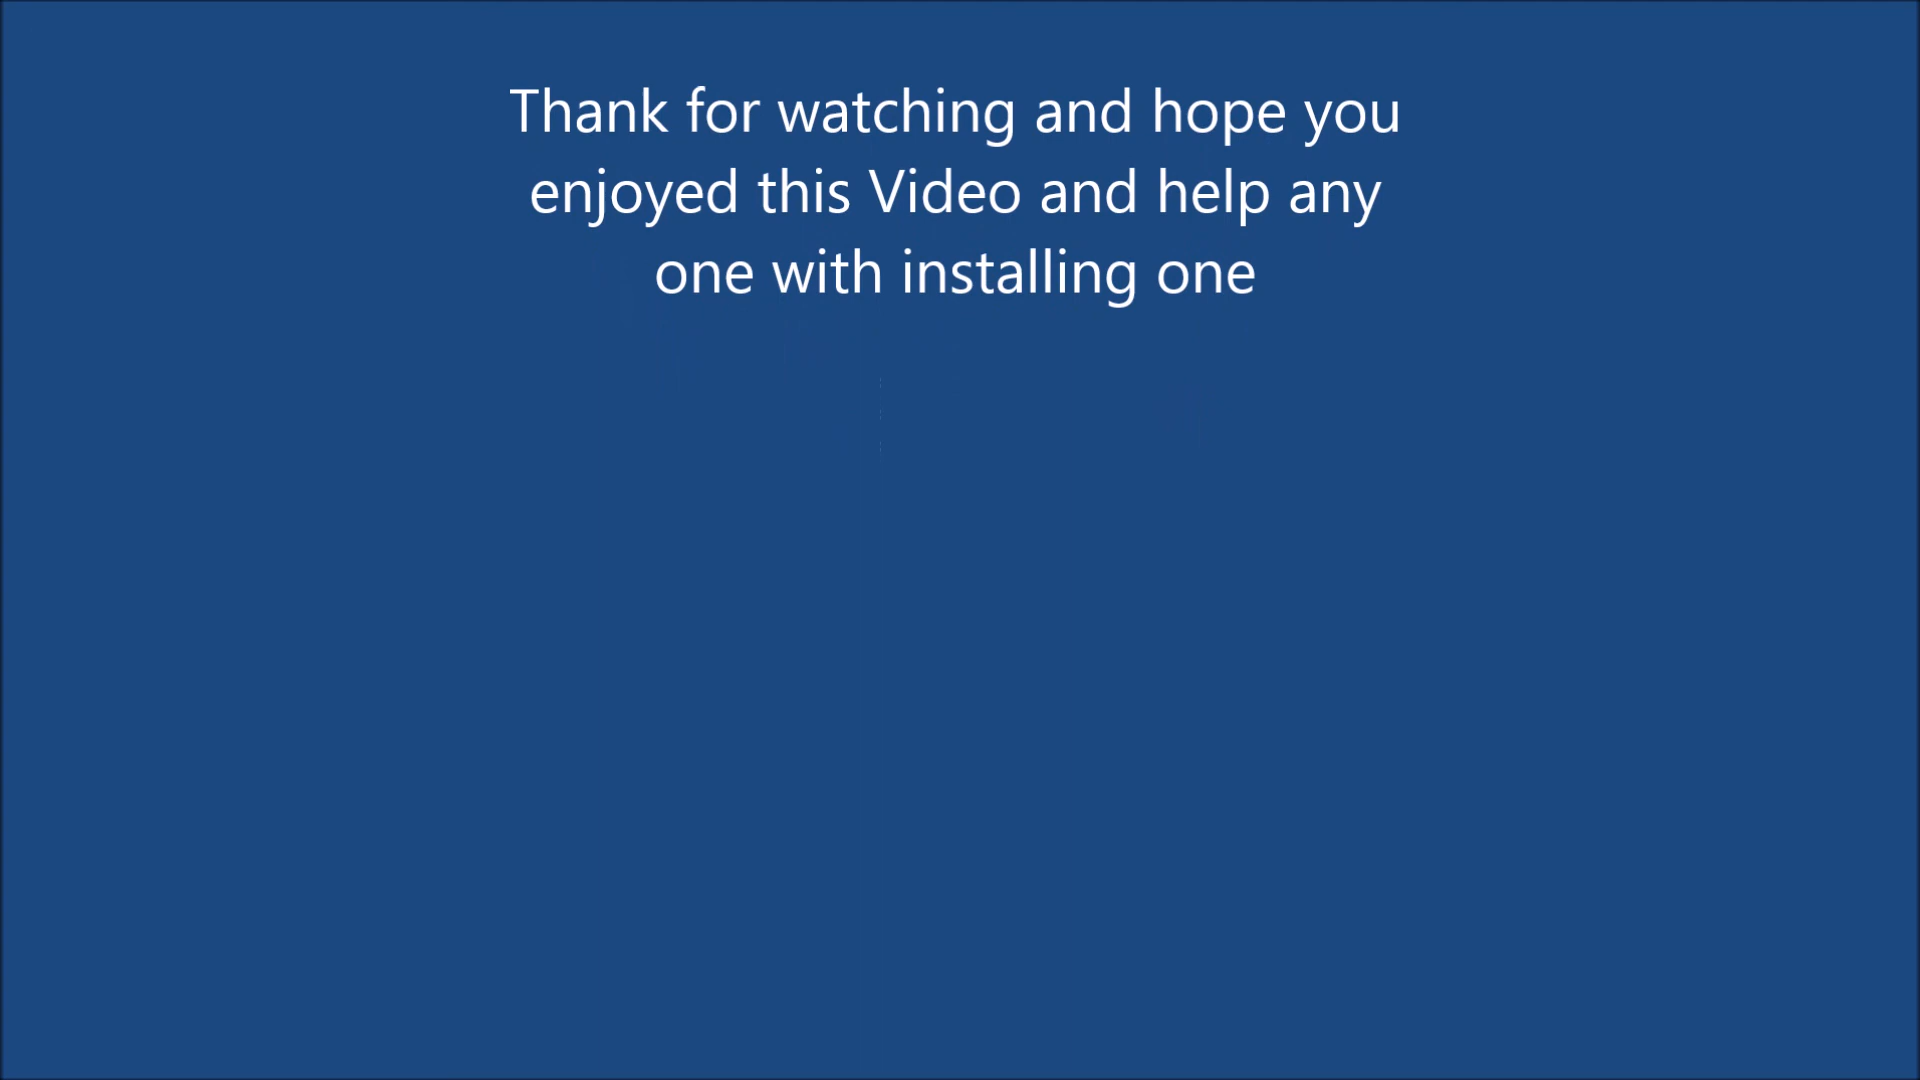 Thank for watching and hope you
enjoyed this Video and help any
one with installing one